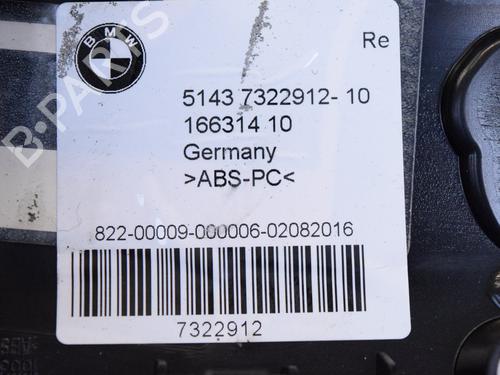 BMW
Re
5143 7322912- 10
166314 10
Germany
>ABS-PC<
822-00009-000006-02082016
7322912
B-PARTS